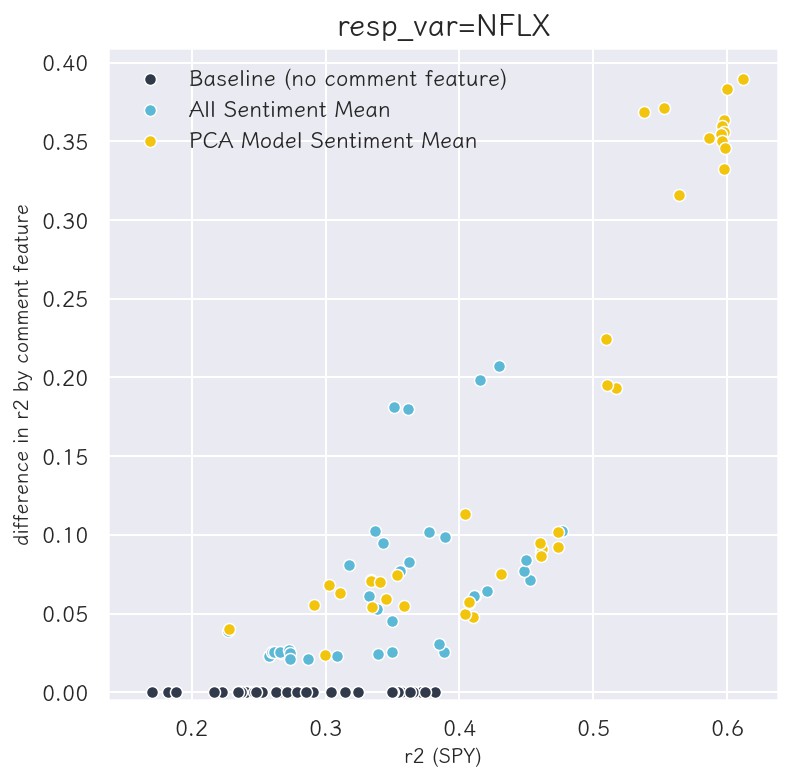 resp_var=NFLX
Baseline (no comment feature)
All Sentiment Mean
PCA Model Sentiment Mean
difference in r2 by comment feature
0.40
0.35
0.30
0.25
0.20
0.15
0.10
0.05
0.00
0.2 0.3 0.4 0.5 0.6
r2 (SPY)